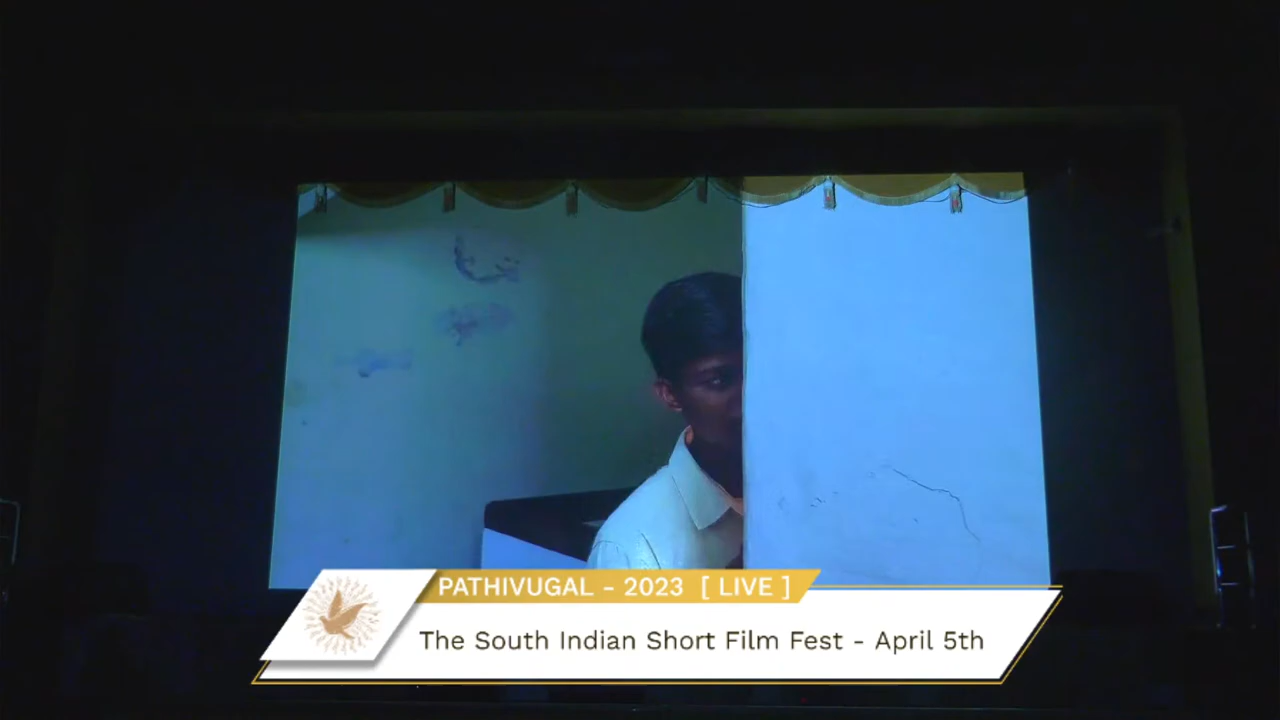 PATHIVUGAL - 2023 [ LIVE ]
The South Indian Short Film Fest - April 5th